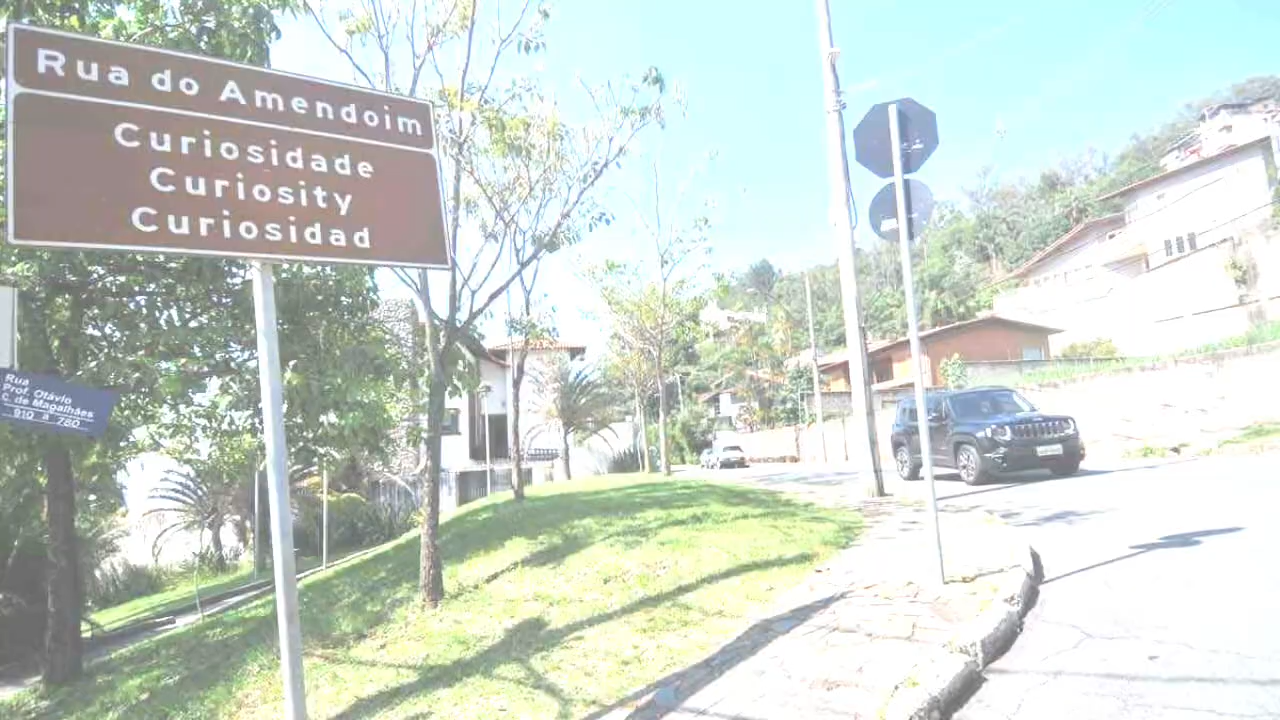 Rua do Amendoim
Curiosidade
Curiosity
Curiosidad
Rua
Prof. Otávio
C. de Magalhães
910 a 780